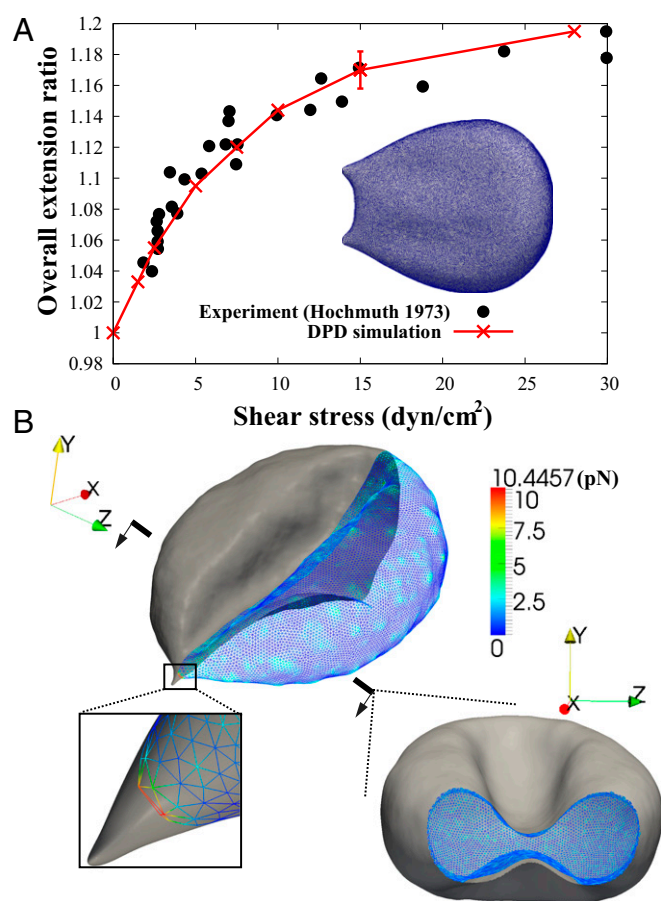 A
Overall extension ratio
1.2
1.18
1.16
1.14
1.12
1.1
1.08
1.06
1.04
1.02
1
0.98
Experiment (Hochmuth 1973)
DPD simulation
0 5 10 15 20 25 30
Shear stress (dyn/cm²)
B
Y
X
Z
10.4457 (pN)
10
7.5
5
2.5
0
Y
X
Z